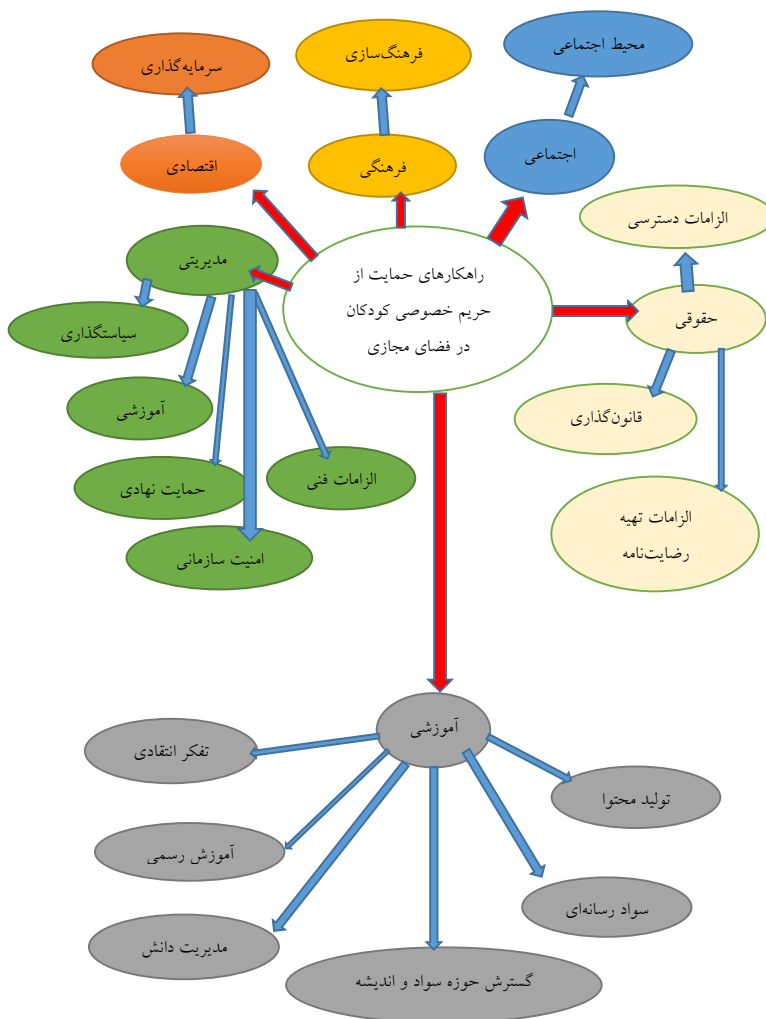 محیط اجتماعی
فرهنگ‌سازی
سرمایه‌گذاری
اجتماعی
فرهنگی
اقتصادی
الزامات دسترسی
مدیریتی
راهکارهای حمایت از
حریم خصوصی کودکان
در فضای مجازی
حقوقی
سیاستگذاری
آموزشی
قانون‌گذاری
الزامات فنی
حمایت نهادی
الزامات تهیه
رضایت‌نامه
امنیت سازمانی
آموزشی
تفکر انتقادی
تولید محتوا
آموزش رسمی
سواد رسانه‌ای
مدیریت دانش
گسترش حوزه سواد و اندیشه